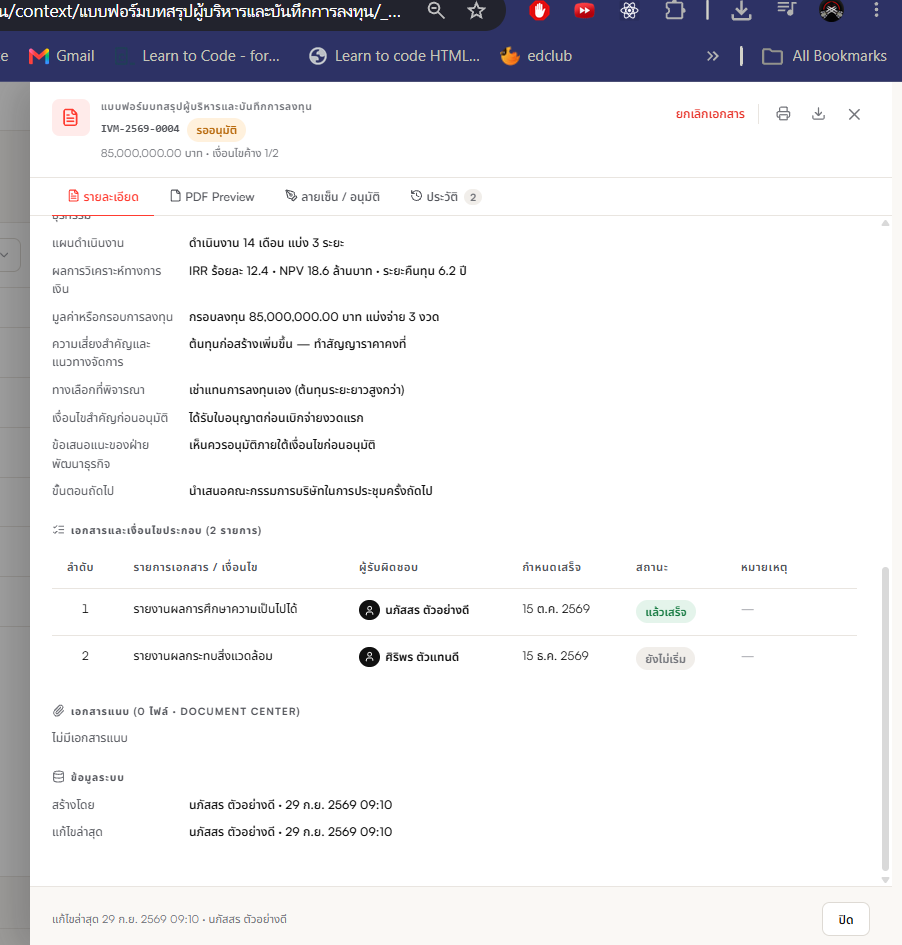 น/context/แบบฟอร์มบทสรุปผู้บริหารและบันทึกการลงทุน/_...
e Gmail Learn to Code - for... Learn to code HTML... edclub » All Bookmarks
แบบฟอร์มบทสรุปผู้บริหารและบันทึกการลงทุน
IVM-2569-0004 รออนุมัติ
85,000,000.00 บาท • เงื่อนไขค้าง 1/2
ยกเลิกเอกสาร
รายละเอียด PDF Preview ลายเซ็น / อนุมัติ ประวัติ 2
ธุรกรรม
แผนดำเนินงาน ดำเนินงาน 14 เดือน แบ่ง 3 ระยะ
ผลการวิเคราะห์ทางการ IRR ร้อยละ 12.4 • NPV 18.6 ล้านบาท • ระยะคืนทุน 6.2 ปี
เงิน
มูลค่าหรือกรอบการลงทุน กรอบลงทุน 85,000,000.00 บาท แบ่งจ่าย 3 งวด
ความเสี่ยงสำคัญและ ต้นทุนก่อสร้างเพิ่มขึ้น — ทำสัญญาราคาคงที่
แนวทางจัดการ
ทางเลือกที่พิจารณา เช่าแทนการลงทุนเอง (ต้นทุนระยะยาวสูงกว่า)
เงื่อนไขสำคัญก่อนอนุมัติ ได้รับใบอนุญาตก่อนเบิกจ่ายงวดแรก
ข้อเสนอแนะของฝ่าย เห็นควรอนุมัติภายใต้เงื่อนไขก่อนอนุมัติ
พัฒนาธุรกิจ
ขั้นตอนถัดไป นำเสนอคณะกรรมการบริษัทในการประชุมครั้งถัดไป
เอกสารและเงื่อนไขประกอบ (2 รายการ)
ลำดับ รายการเอกสาร / เงื่อนไข ผู้รับผิดชอบ กำหนดเสร็จ สถานะ หมายเหตุ
1 รายงานผลการศึกษาความเป็นไปได้ นภัสสร ตัวอย่างดี 15 ต.ค. 2569 แล้วเสร็จ —
2 รายงานผลกระทบสิ่งแวดล้อม ศิริพร ตัวแทนดี 15 ธ.ค. 2569 ยังไม่เริ่ม —
เอกสารแนบ (0 ไฟล์ • DOCUMENT CENTER)
ไม่มีเอกสารแนบ
ข้อมูลระบบ
สร้างโดย นภัสสร ตัวอย่างดี • 29 ก.ย. 2569 09:10
แก้ไขล่าสุด นภัสสร ตัวอย่างดี • 29 ก.ย. 2569 09:10
แก้ไขล่าสุด 29 ก.ย. 2569 09:10 • นภัสสร ตัวอย่างดี
ปิด